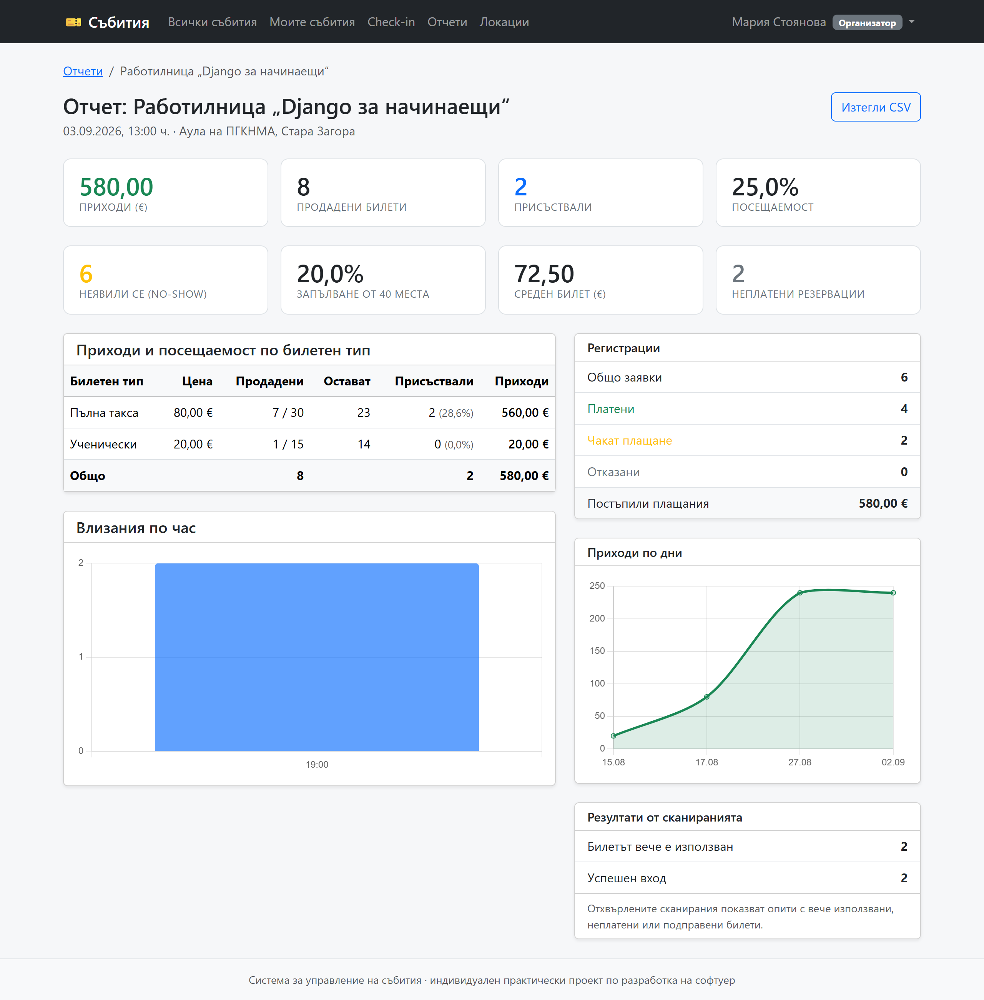 🎫 Събития Всички събития Моите събития Check-in Отчети Локации Мария Стоянова Организатор
Отчети / Работилница „Django за начинаещи“
Отчет: Работилница „Django за начинаещи“
Изтегли CSV
03.09.2026, 13:00 ч. · Аула на ПГКНМА, Стара Загора
580,00
ПРИХОДИ (€)
8
ПРОДАДЕНИ БИЛЕТИ
2
ПРИСЪСТВАЛИ
25,0%
ПОСЕЩАЕМОСТ
6
НЕЯВИЛИ СЕ (NO-SHOW)
20,0%
ЗАПЪЛВАНЕ ОТ 40 МЕСТА
72,50
СРЕДЕН БИЛЕТ (€)
2
НЕПЛАТЕНИ РЕЗЕРВАЦИИ
Приходи и посещаемост по билетен тип
Билетен тип Цена Продадени Остават Присъствали Приходи
Пълна такса 80,00 € 7 / 30 23 2 (28,6%) 560,00 €
Ученически 20,00 € 1 / 15 14 0 (0,0%) 20,00 €
Общо 8 2 580,00 €
Влизания по час
2
1
0
19:00
Регистрации
Общо заявки 6
Платени 4
Чакат плащане 2
Отказани 0
Постъпили плащания 580,00 €
Приходи по дни
250
200
150
100
50
0
15.08 17.08 27.08 02.09
Резултати от сканиранията
Билетът вече е използван 2
Успешен вход 2
Отхвърлените сканирания показват опити с вече използвани,
неплатени или подправени билети.
Система за управление на събития · индивидуален практически проект по разработка на софтуер